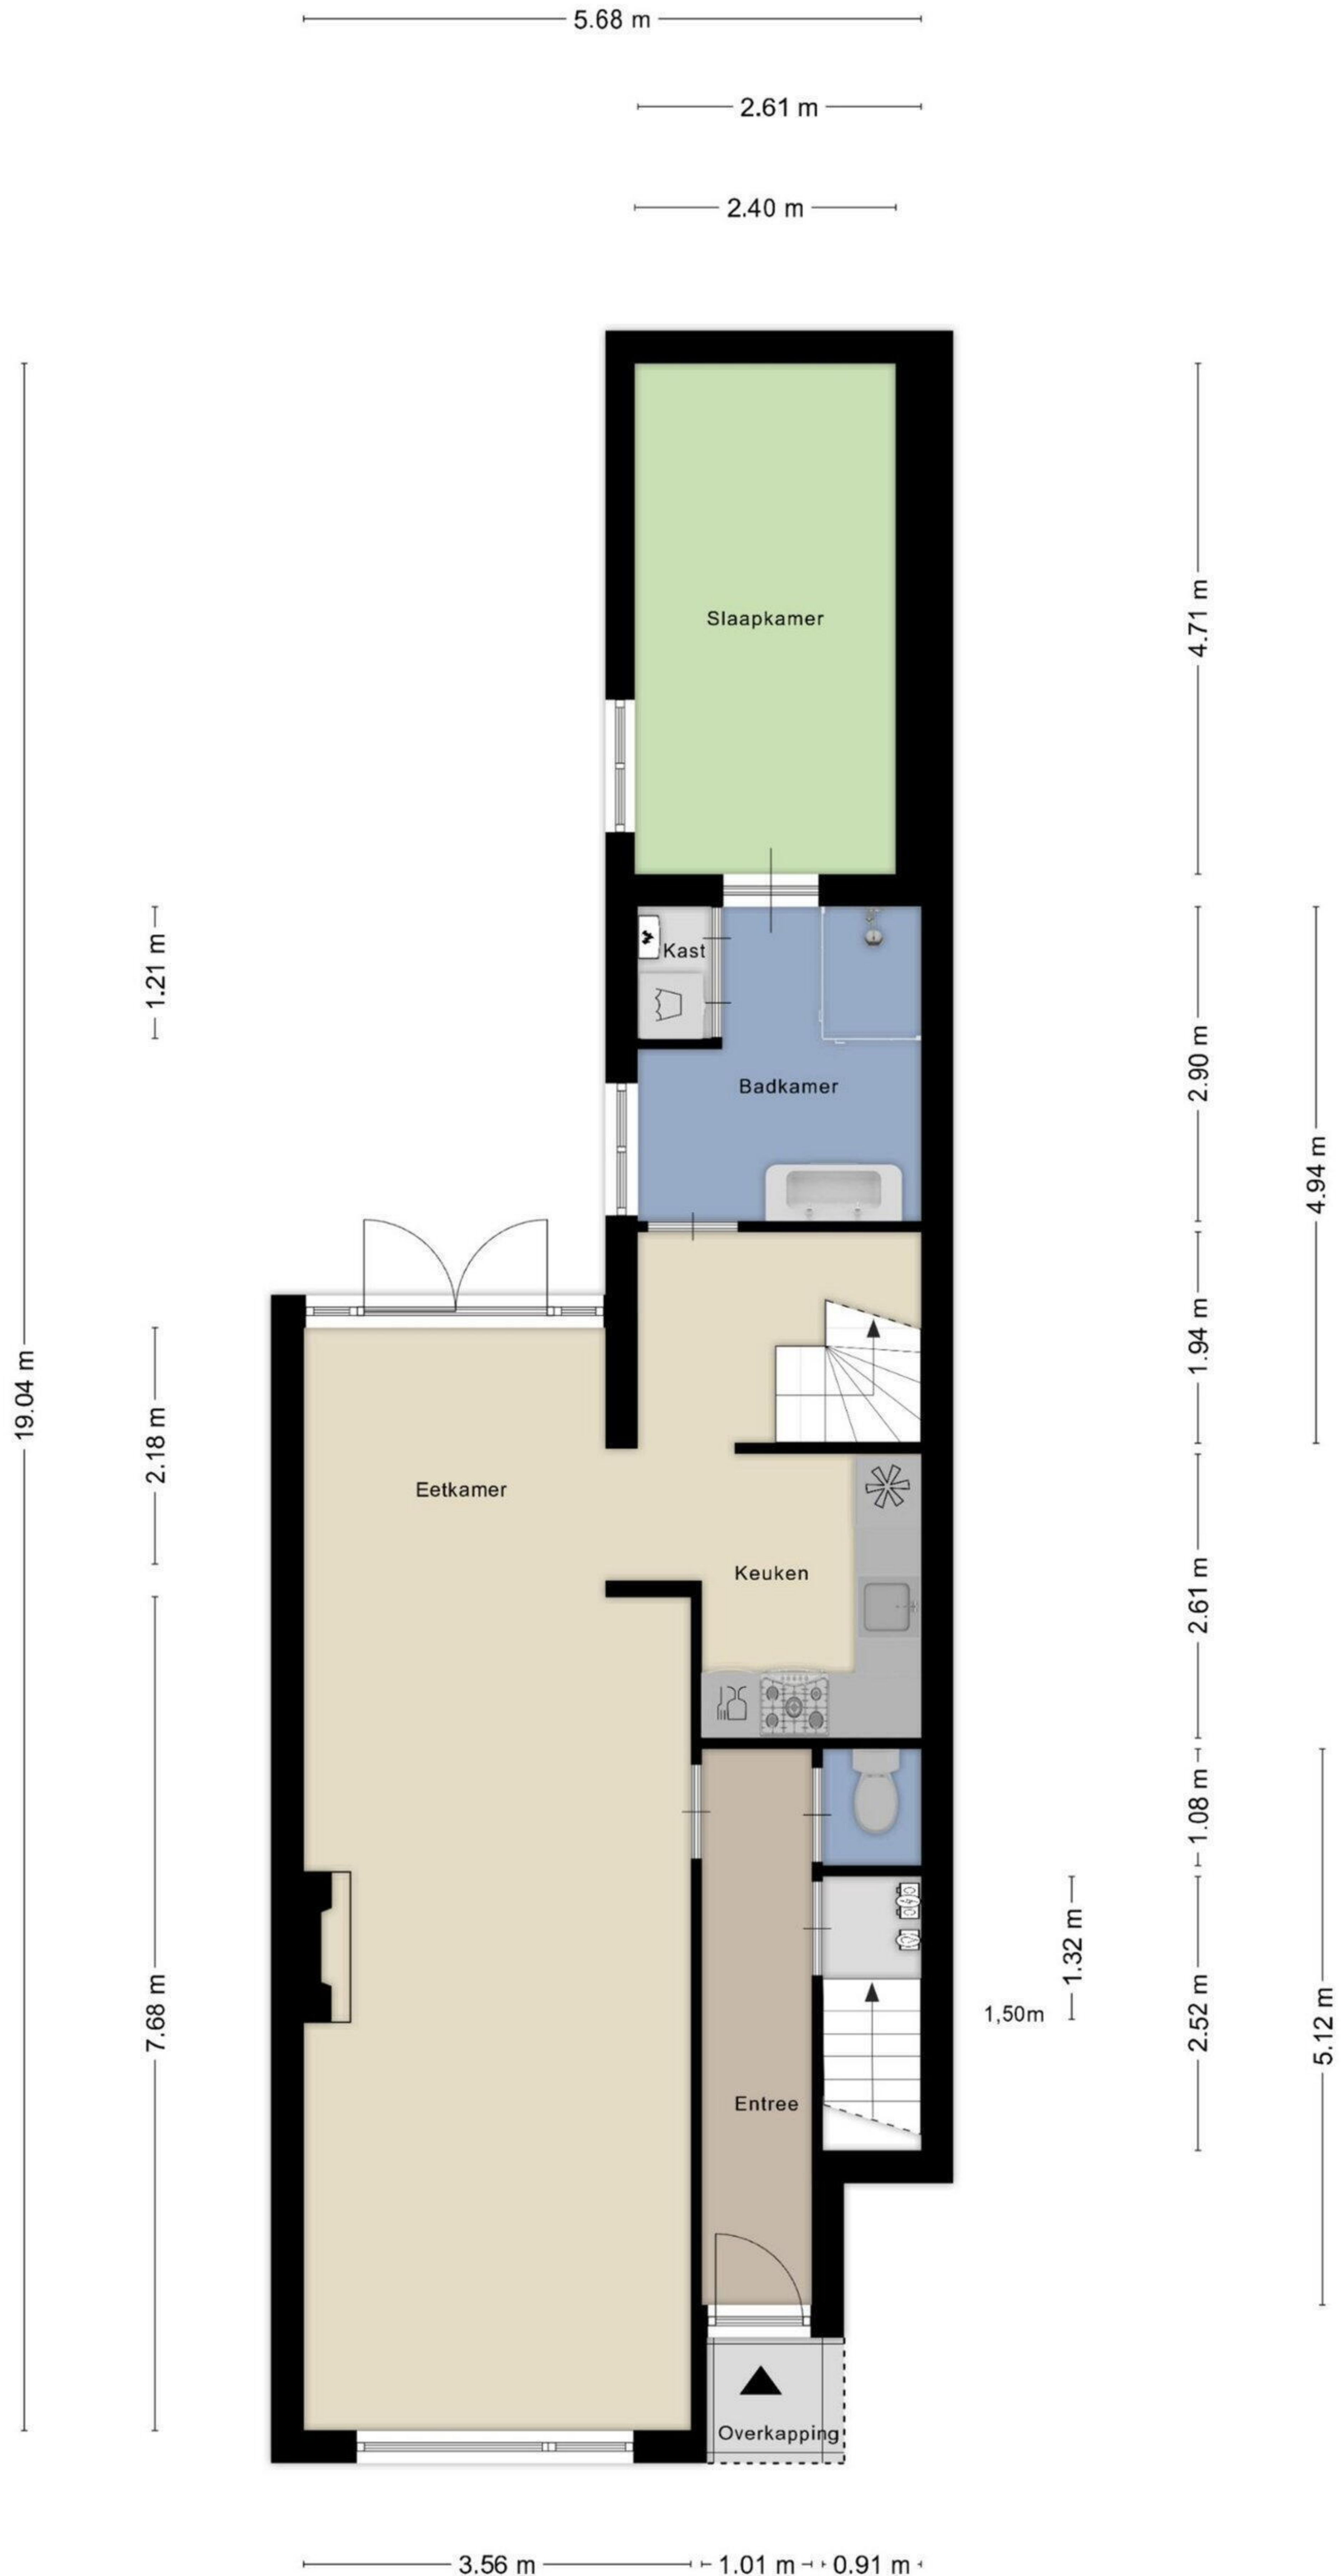 5.68 m
2.61 m
2.40 m
Slaapkamer
4.71 m
1.21 m
Kast
Badkamer
2.90 m
4.94 m
19.04 m
1.94 m
2.18 m
Eetkamer
Keuken
2.61 m
1.08 m
1.32 m
1,50m
2.52 m
5.12 m
7.68 m
Entree
Overkapping
3.56 m
1.01 m
0.91 m